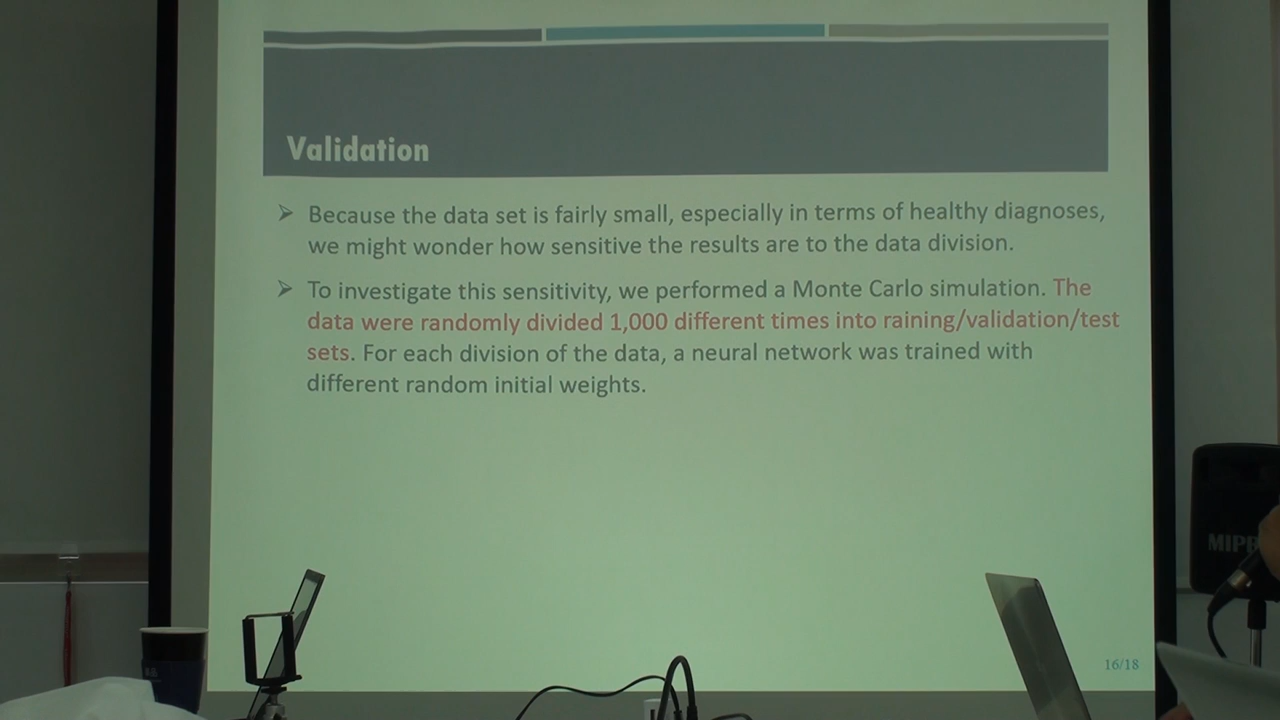 Validation
➢ Because the data set is fairly small, especially in terms of healthy diagnoses,
we might wonder how sensitive the results are to the data division.
➢ To investigate this sensitivity, we performed a Monte Carlo simulation. The
data were randomly divided 1,000 different times into raining/validation/test
sets. For each division of the data, a neural network was trained with
different random initial weights.
16/18